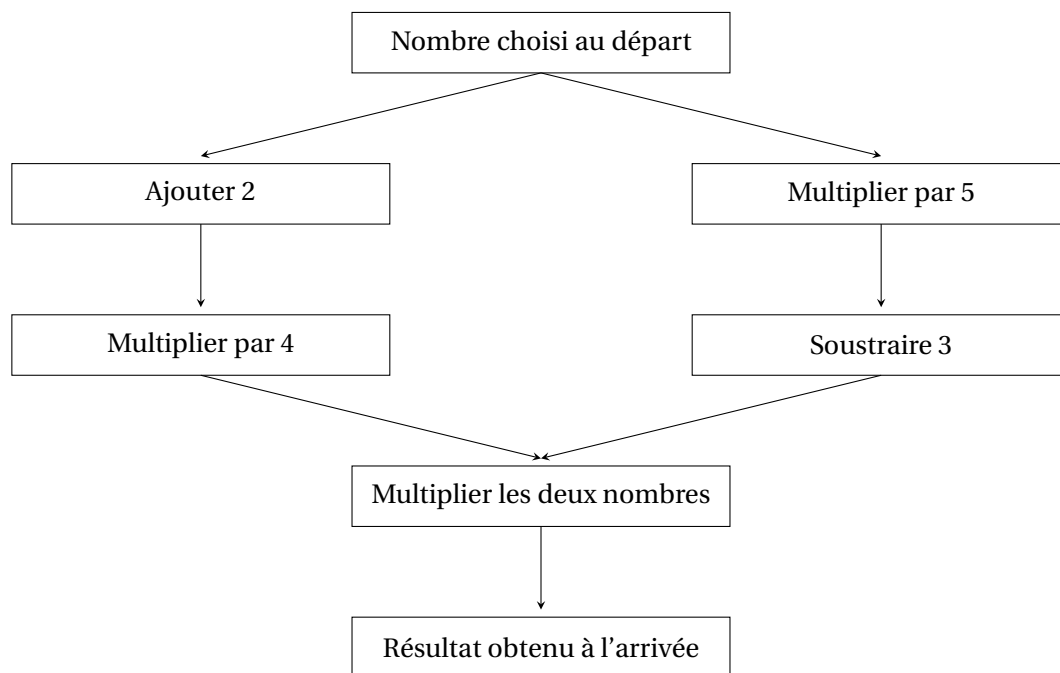 Nombre choisi au départ
Ajouter 2
Multiplier par 5
Multiplier par 4
Soustraire 3
Multiplier les deux nombres
Résultat obtenu à l'arrivée